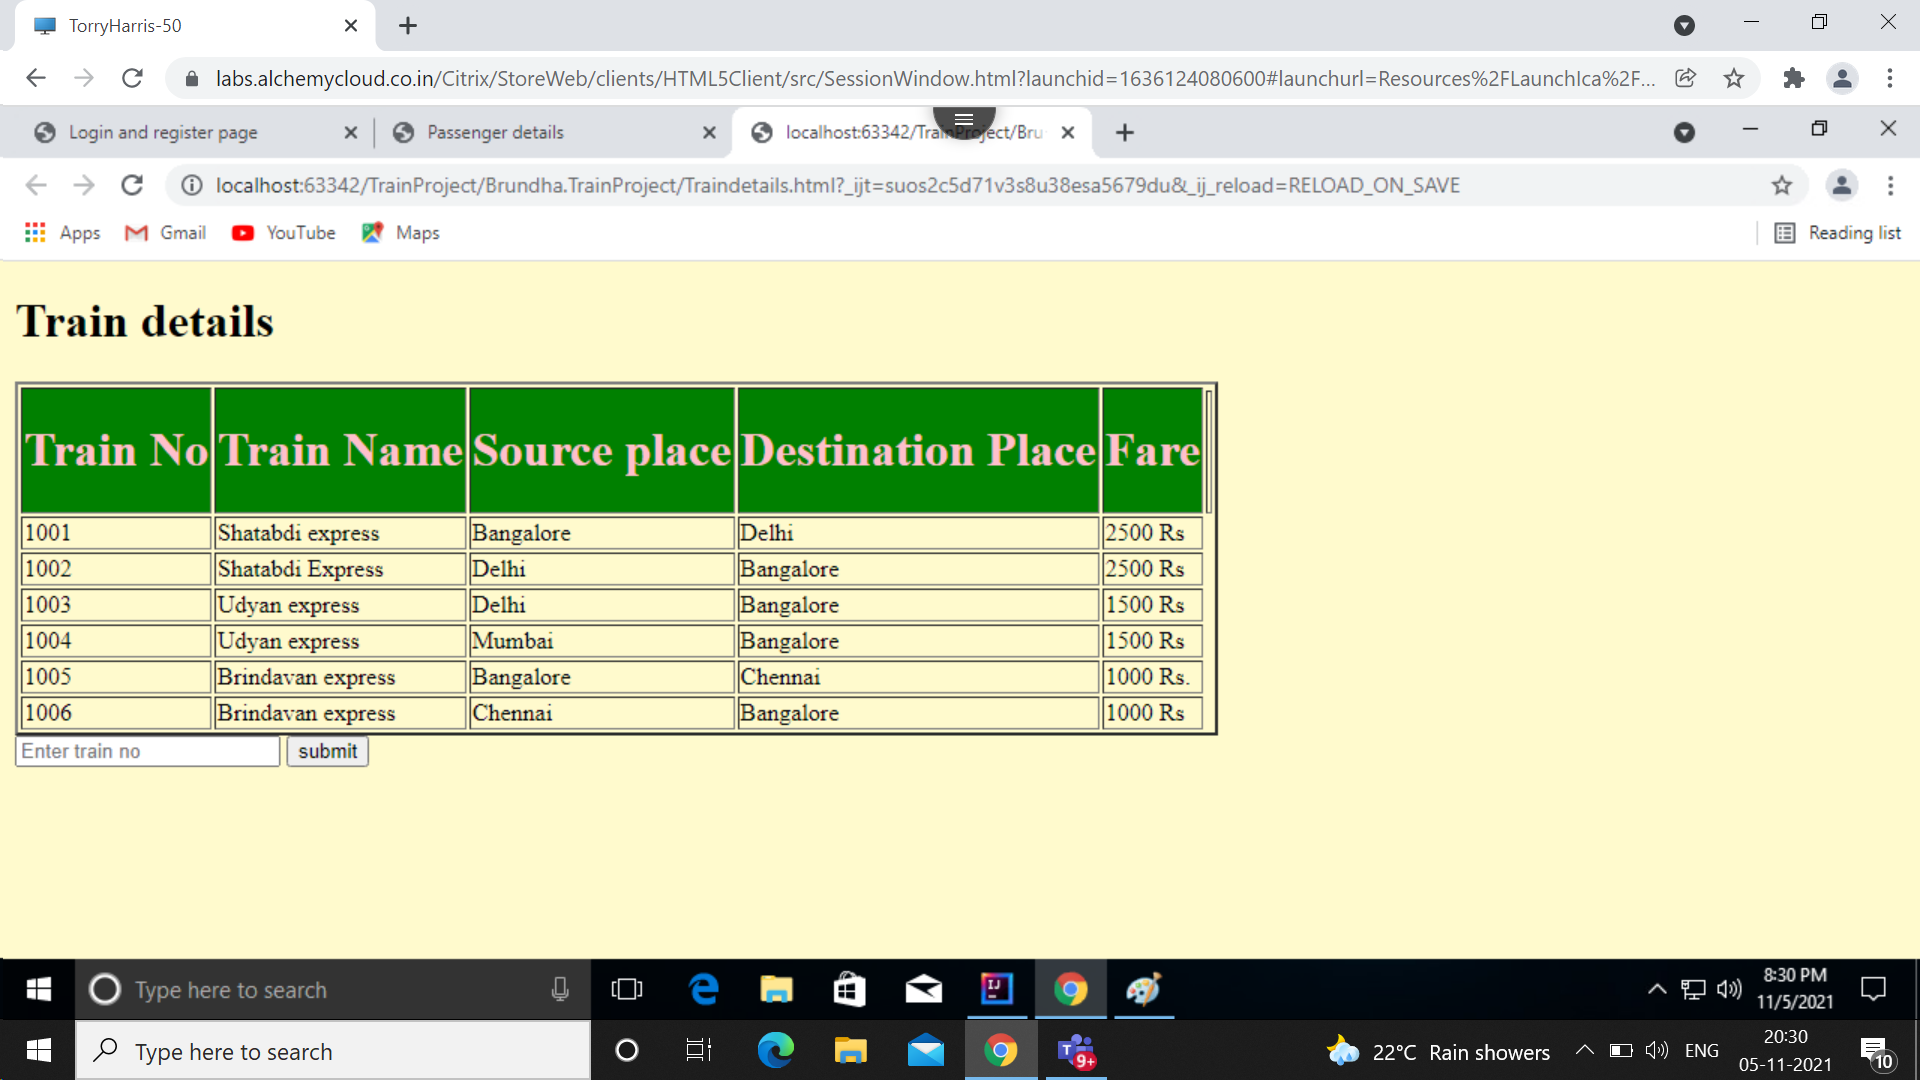 TorryHarris-50
labs.alchemycloud.co.in/Citrix/StoreWeb/clients/HTML5Client/src/SessionWindow.html?launchid=1636124080600#launchurl=Resources%2FLaunchIca%2F...
Login and register page
Passenger details
localhost:63342/TrainProject/Bru
localhost:63342/TrainProject/Brundha.TrainProject/Traindetails.html?_ijt=suos2c5d71v3s8u38esa5679du&_ij_reload=RELOAD_ON_SAVE
Apps Gmail YouTube Maps Reading list
Train details
Train No Train Name Source place Destination Place Fare
1001 Shatabdi express Bangalore Delhi 2500 Rs
1002 Shatabdi Express Delhi Bangalore 2500 Rs
1003 Udyan express Delhi Bangalore 1500 Rs
1004 Udyan express Mumbai Bangalore 1500 Rs
1005 Brindavan express Bangalore Chennai 1000 Rs.
1006 Brindavan express Chennai Bangalore 1000 Rs
Enter train no submit
Type here to search
8:30 PM
11/5/2021
Type here to search
9+
22°C Rain showers
ENG
20:30
05-11-2021
10